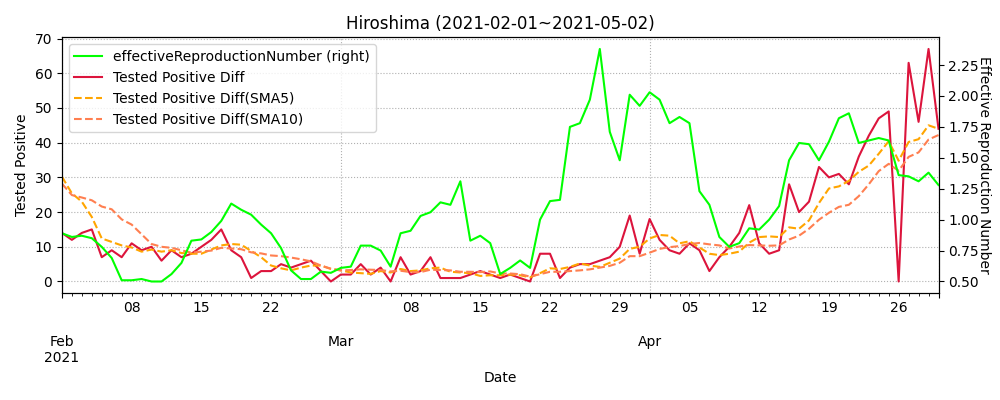 Hiroshima (2021-02-01~2021-05-02)
effectiveReproductionNumber (right)
Tested Positive Diff
Tested Positive Diff(SMA5)
Tested Positive Diff(SMA10)
Tested Positive
70
60
50
40
30
20
10
0
Effective Reproduction Number
2.25
2.00
1.75
1.50
1.25
1.00
0.75
0.50
08 15 22 08 15 22 29 05 12 19 26
Feb Mar Apr
2021
Date